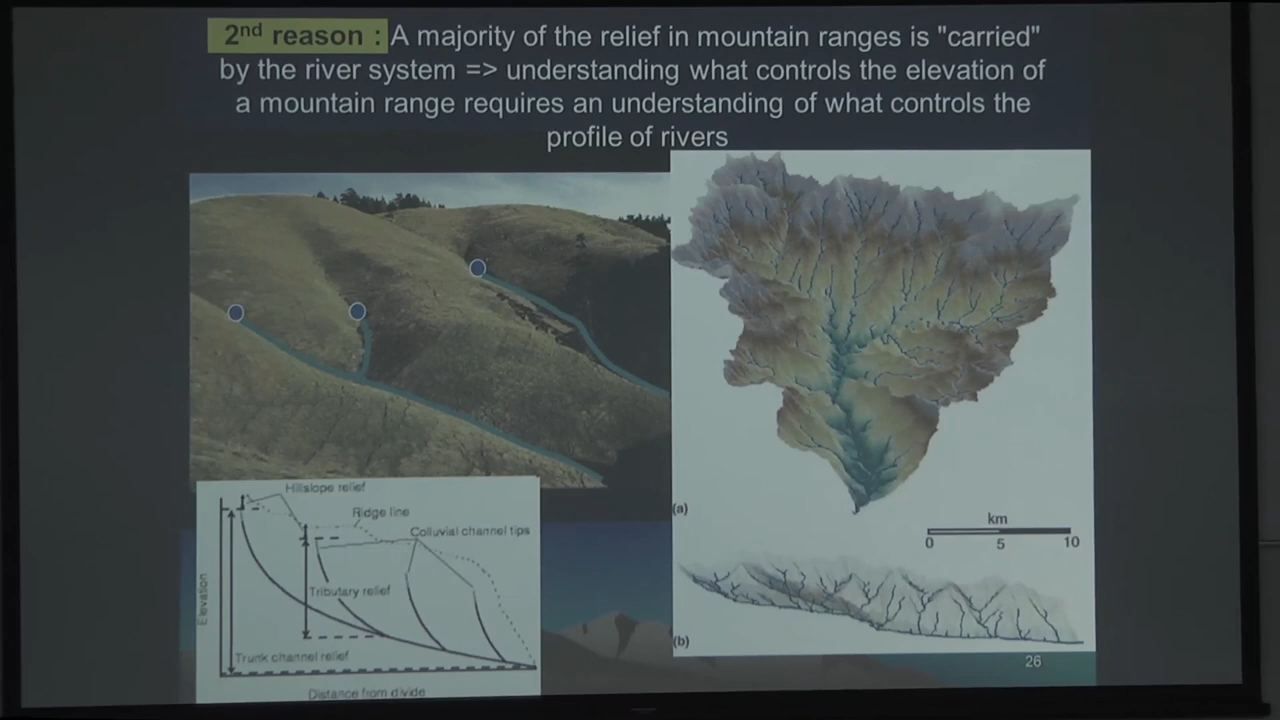 2nd reason : A majority of the relief in mountain ranges is "carried"
by the river system => understanding what controls the elevation of
a mountain range requires an understanding of what controls the
profile of rivers
Hillslope relief
Ridge line
Colluvial channel tips
Elevation
Tributary relief
Trunk channel relief
Distance from divide
(a)
km
0 5 10
(b)
26